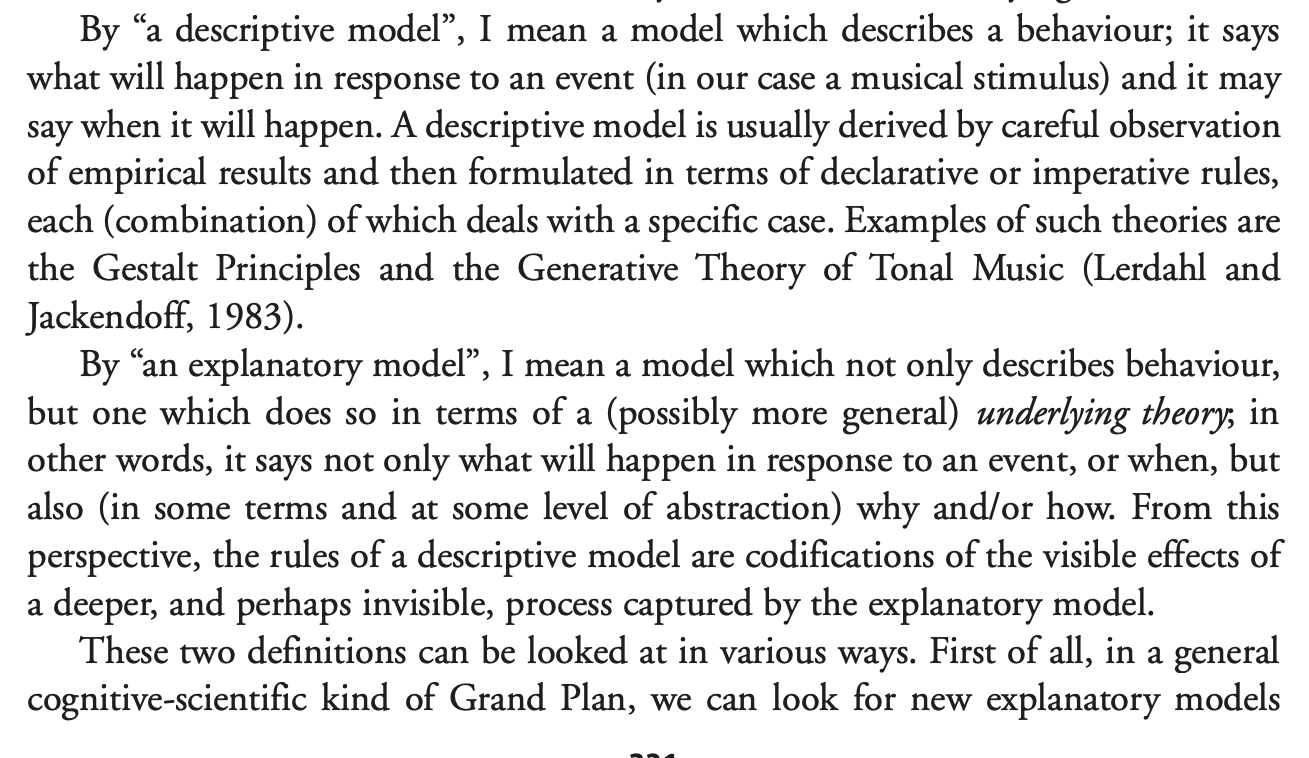 By “a descriptive model”, I mean a model which describes a behaviour; it says
what will happen in response to an event (in our case a musical stimulus) and it may
say when it will happen. A descriptive model is usually derived by careful observation
of empirical results and then formulated in terms of declarative or imperative rules,
each (combination) of which deals with a specific case. Examples of such theories are
the Gestalt Principles and the Generative Theory of Tonal Music (Lerdahl and
Jackendoff, 1983).
By “an explanatory model”, I mean a model which not only describes behaviour,
but one which does so in terms of a (possibly more general) underlying theory; in
other words, it says not only what will happen in response to an event, or when, but
also (in some terms and at some level of abstraction) why and/or how. From this
perspective, the rules of a descriptive model are codifications of the visible effects of
a deeper, and perhaps invisible, process captured by the explanatory model.
These two definitions can be looked at in various ways. First of all, in a general
cognitive-scientific kind of Grand Plan, we can look for new explanatory models